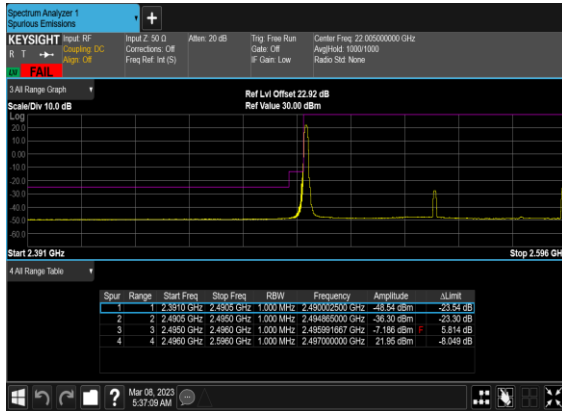 Spectrum Analyzer 1
Spurious Emissions
+
KEYSIGHT Input: RF Input Z: 50 Ω Atten: 20 dB Trig: Free Run Center Freq: 22.005000000 GHz
R T Coupling: DC Corrections: Off Gate: Off Avg|Hold: 1000/1000
Align: Off Freq Ref: Int (S) IF Gain: Low Radio Std: None
FAIL
3 All Range Graph
Ref Lvl Offset 22.92 dB
Scale/Div 10.0 dB Ref Value 30.00 dBm
Log
20.0
10.0
0.00
-10.0
-20.0
-30.0
-40.0
-50.0
-60.0
Start 2.391 GHz Stop 2.596 GHz
4 All Range Table
Spur Range Start Freq Stop Freq RBW Frequency Amplitude ΔLimit
1 1 2.3910 GHz 2.4905 GHz 1.000 MHz 2.490002500 GHz -48.54 dBm -23.54 dB
2 2 2.4905 GHz 2.4950 GHz 1.000 MHz 2.494865000 GHz -36.30 dBm -23.30 dB
3 3 2.4950 GHz 2.4960 GHz 1.000 MHz 2.495991667 GHz -7.186 dBm F 5.814 dB
4 4 2.4960 GHz 2.5960 GHz 1.000 MHz 2.497000000 GHz 21.95 dBm -8.049 dB
? Mar 08, 2023
5:37:09 AM